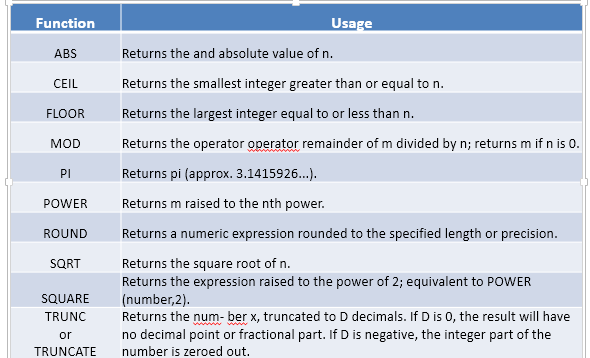 Function Usage
ABS Returns the and absolute value of n.
CEIL Returns the smallest integer greater than or equal to n.
FLOOR Returns the largest integer equal to or less than n.
MOD Returns the operator operator remainder of m divided by n; returns m if n is 0.
PI Returns pi (approx. 3.1415926...).
POWER Returns m raised to the nth power.
ROUND Returns a numeric expression rounded to the specified length or precision.
SQRT Returns the square root of n.
Returns the expression raised to the power of 2; equivalent to POWER
SQUARE (number,2).
TRUNC Returns the num- ber x, truncated to D decimals. If D is 0, the result will have
or no decimal point or fractional part. If D is negative, the integer part of the
TRUNCATE number is zeroed out.